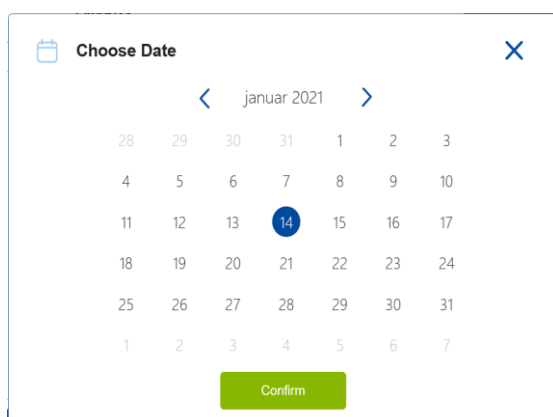 Choose Date
januar 2021
28 29 30 31 1 2 3
4 5 6 7 8 9 10
11 12 13 14 15 16 17
18 19 20 21 22 23 24
25 26 27 28 29 30 31
1 2 3 4 5 6 7
Confirm